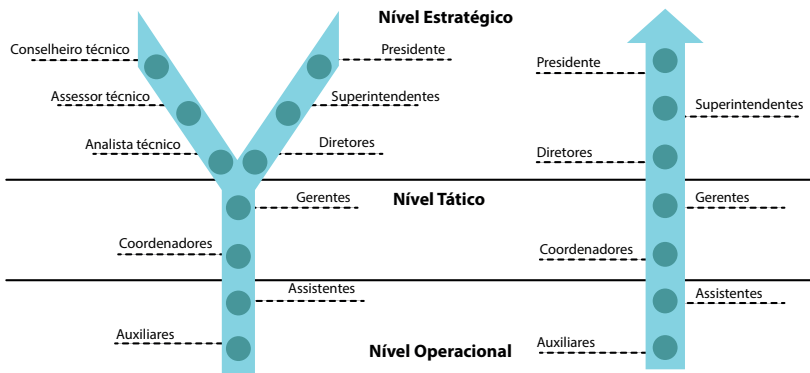 Nível Estratégico
Conselheiro técnico
Presidente
Presidente
Assessor técnico
Superintendentes
Superintendentes
Analista técnico
Diretores
Diretores
Gerentes
Nível Tático
Gerentes
Coordenadores
Coordenadores
Assistentes
Assistentes
Auxiliares
Nível Operacional
Auxiliares